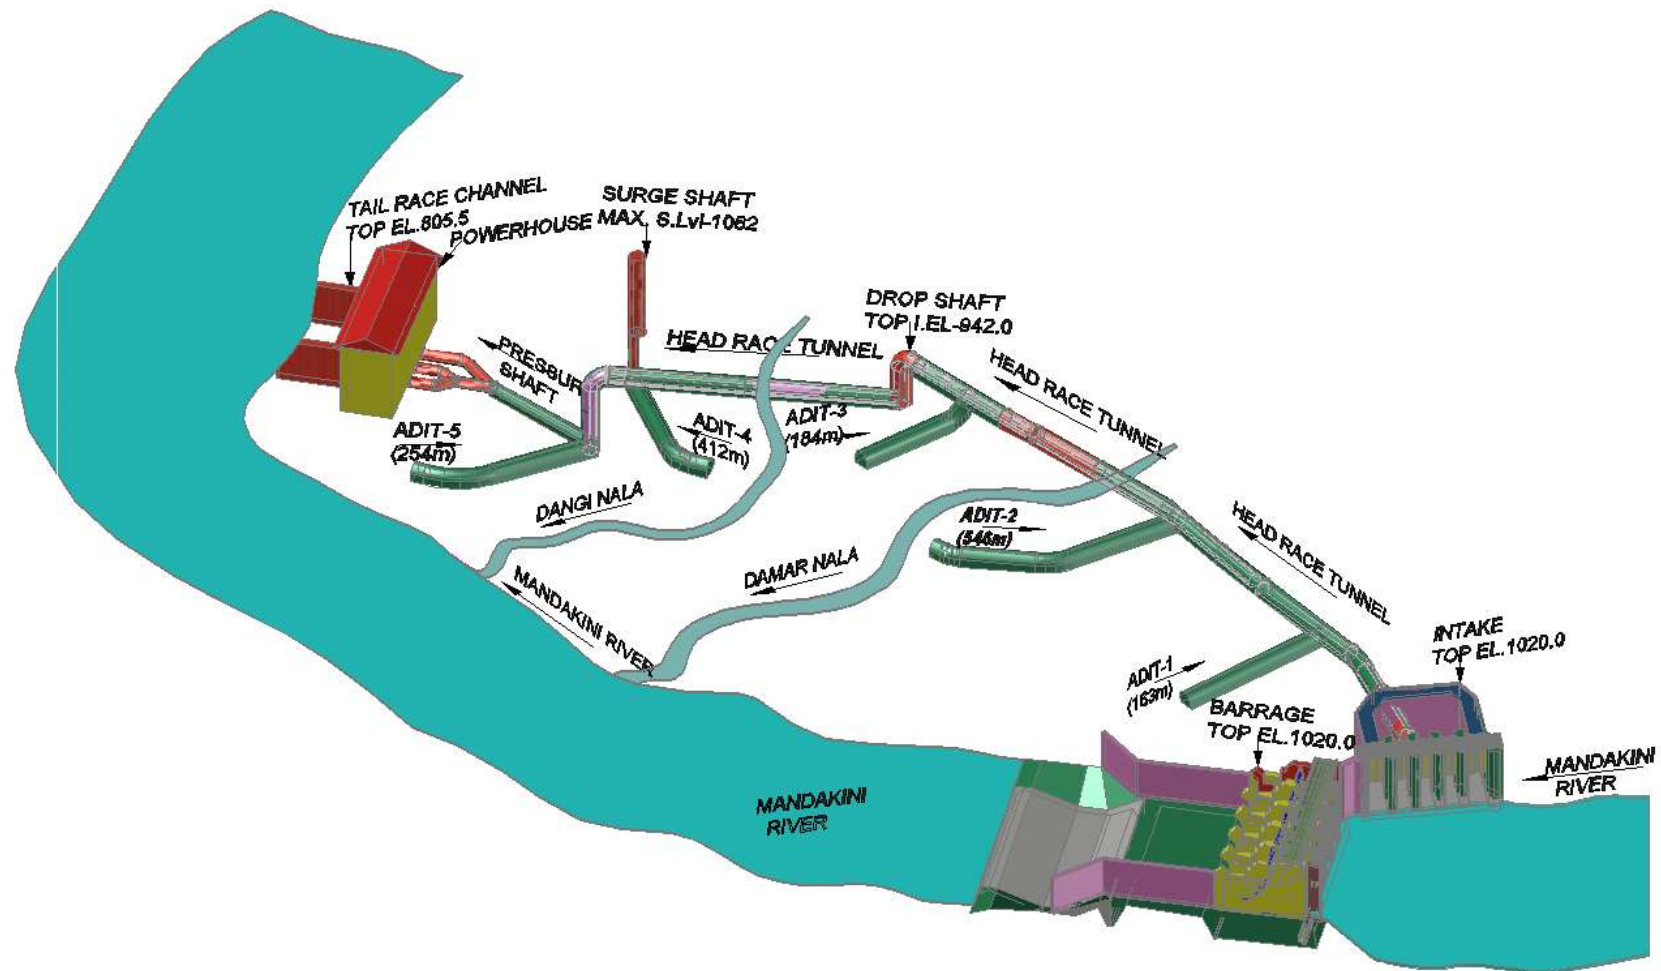 TAIL RACE CHANNEL
TOP EL.805.5
POWERHOUSE
SURGE SHAFT
MAX. S.Lvl-1062
DROP SHAFT
TOP I.EL-942.0
HEAD RACE TUNNEL
HEAD RACE TUNNEL
HEAD RACE TUNNEL
PRESSUR
SHAFT
ADIT-5
(254m)
ADIT-4
(412m)
ADIT-3
(184m)
DANGI NALA
ADIT-2
(546m)
DAMAR NALA
MANDAKINI RIVER
ADIT-1
(163m)
INTAKE
TOP EL.1020.0
BARRAGE
TOP EL.1020.0
MANDAKINI
RIVER
MANDAKINI
RIVER